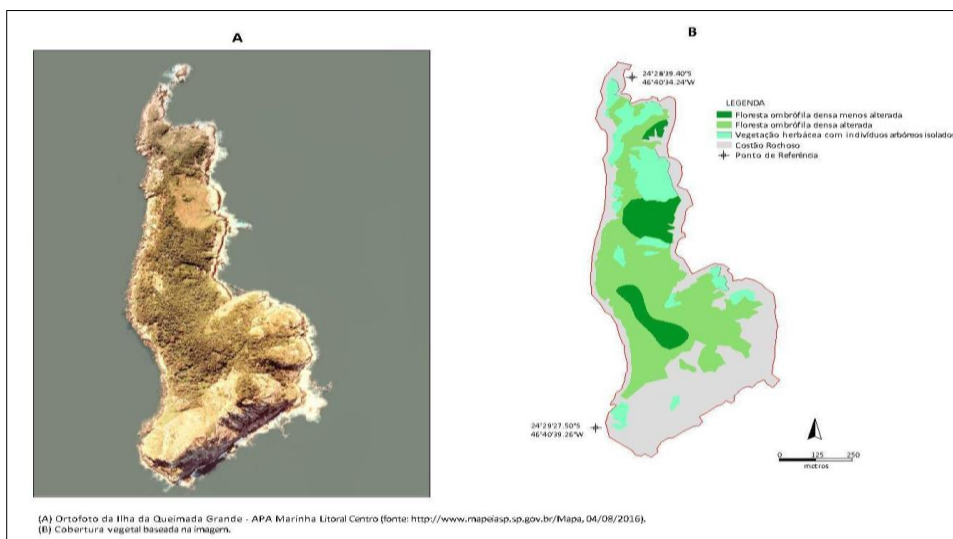 A
B
24°28'39.40"S
46°40'34.24"W
LEGENDA
Floresta ombrófila densa menos alterada
Floresta ombrófila densa alterada
Vegetação herbácea com indivíduos arbóreos isolados
Costão Rochoso
Ponto de Referência
24°29'27.50"S
46°40'39.26"W
0 125 250
metros
(A) Ortofoto da Ilha da Queimada Grande - APA Marinha Litoral Centro (fonte: http://www.mapeiasp.sp.gov.br/Mapa, 04/08/2016).
(B) Cobertura vegetal baseada na imagem.